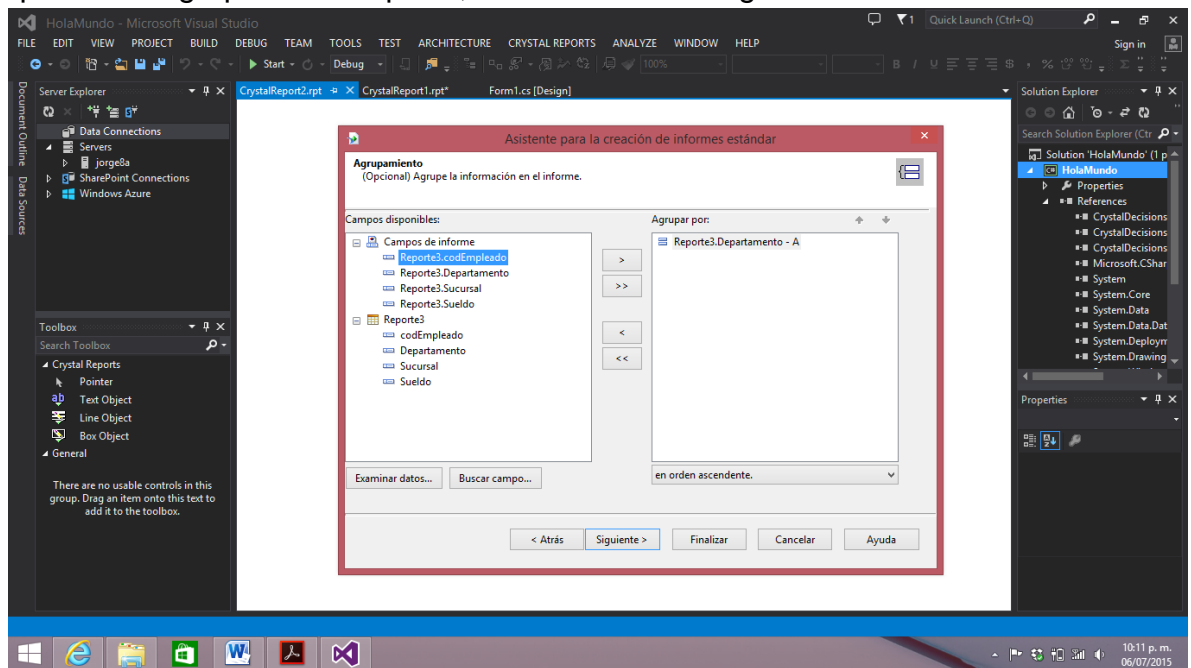 HolaMundo - Microsoft Visual Studio
1
Quick Launch (Ctrl+Q)
FILE EDIT VIEW PROJECT BUILD DEBUG TEAM TOOLS TEST ARCHITECTURE CRYSTAL REPORTS ANALYZE WINDOW HELP
Sign in
Start Debug 100% B I U
Document Outline
Data Sources
Server Explorer
Data Connections
Servers
jorge8a
SharePoint Connections
Windows Azure
Toolbox
Search Toolbox
Crystal Reports
Pointer
Text Object
Line Object
Box Object
General
There are no usable controls in this
group. Drag an item onto this text to
add it to the toolbox.
CrystalReport2.rpt CrystalReport1.rpt* Form1.cs [Design]
Asistente para la creación de informes estándar
Agrupamiento
(Opcional) Agrupe la información en el informe.
Campos disponibles:
Campos de informe
Reporte3.codEmpleado
Reporte3.Departamento
Reporte3.Sucursal
Reporte3.Sueldo
Reporte3
codEmpleado
Departamento
Sucursal
Sueldo
Examinar datos... Buscar campo...
>
>>
<
<<
Agrupar por:
Reporte3.Departamento - A
en orden ascendente.
< Atrás Siguiente > Finalizar Cancelar Ayuda
Solution Explorer
Search Solution Explorer (Ctr
Solution 'HolaMundo' (1 p
HolaMundo
Properties
References
CrystalDecisions
CrystalDecisions
CrystalDecisions
Microsoft.CShar
System
System.Core
System.Data
System.Data.Dat
System.Deploym
System.Drawing
Properties
10:11 p. m.
06/07/2015